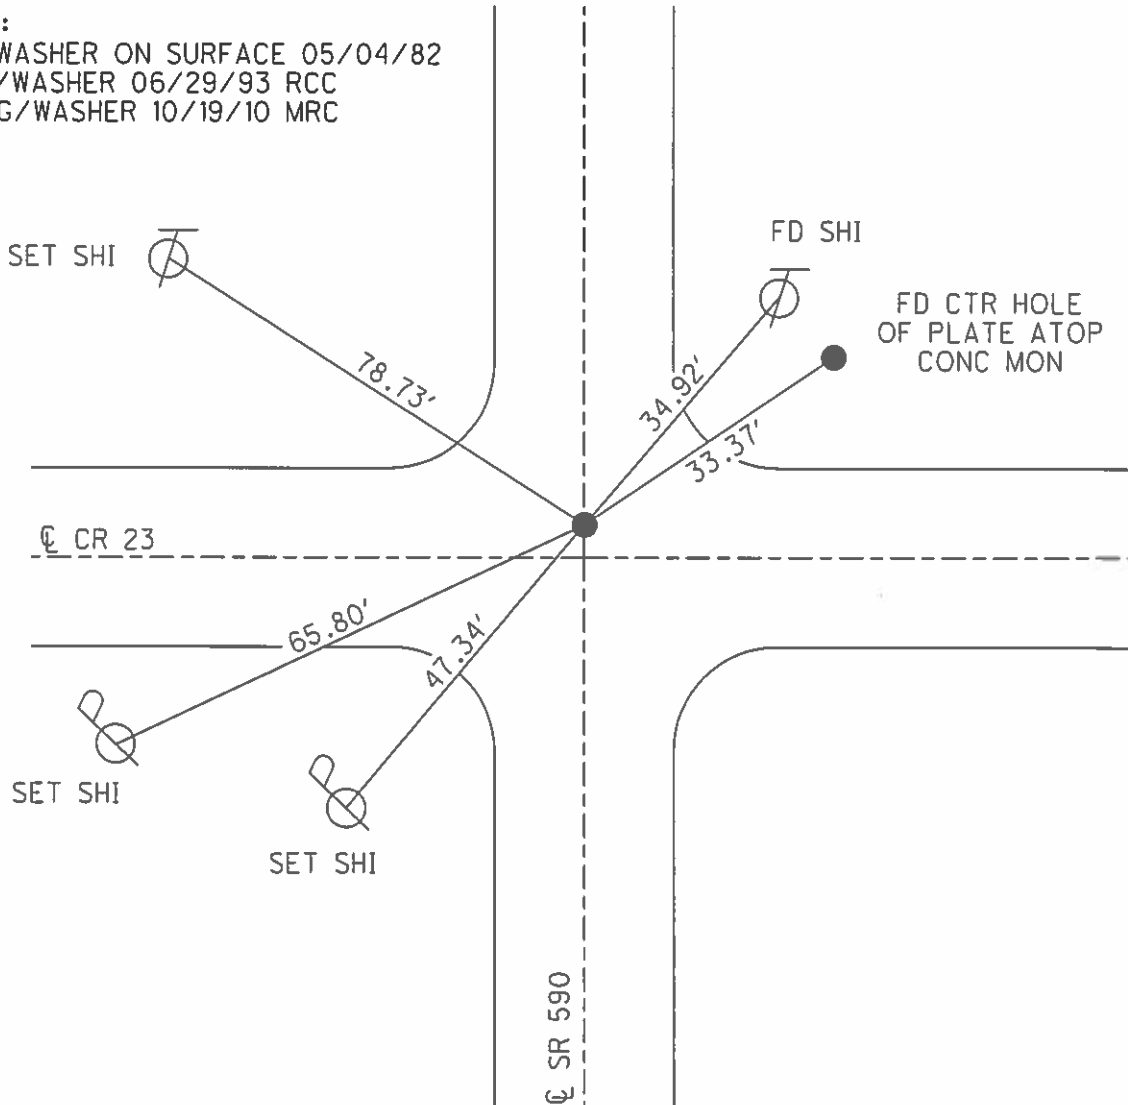 :
WASHER ON SURFACE 05/04/82
/WASHER 06/29/93 RCC
G/WASHER 10/19/10 MRC
SET SHI
FD SHI
FD CTR HOLE
OF PLATE ATOP
CONC MON
78.73'
34.92'
33.37'
℄ CR 23
65.80'
47.34'
SET SHI
SET SHI
℄ SR 590